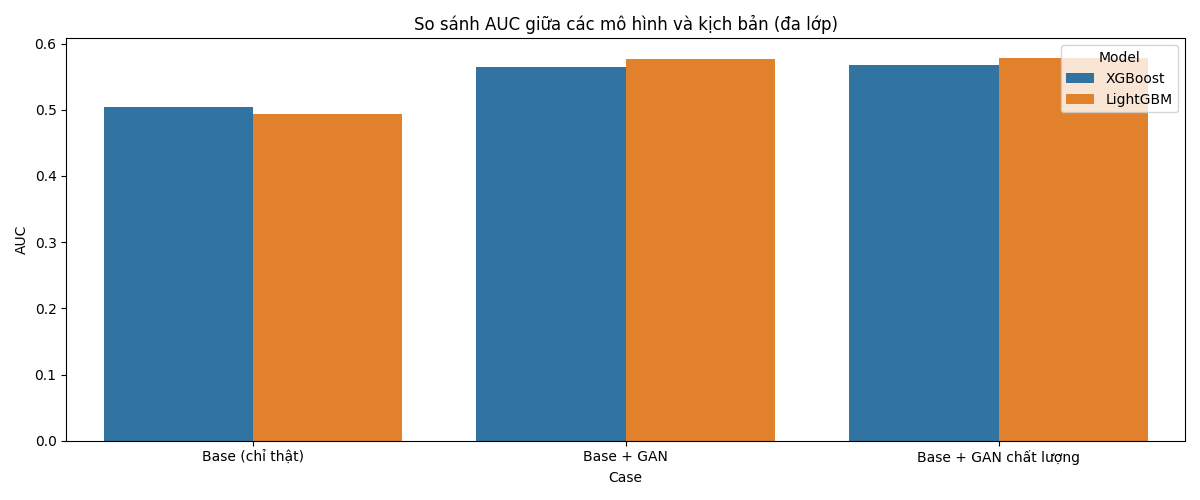 So sánh AUC giữa các mô hình và kịch bản (đa lớp)
Model
XGBoost
LightGBM
AUC
0.6
0.5
0.4
0.3
0.2
0.1
0.0
Base (chỉ thật)
Base + GAN
Base + GAN chất lượng
Case